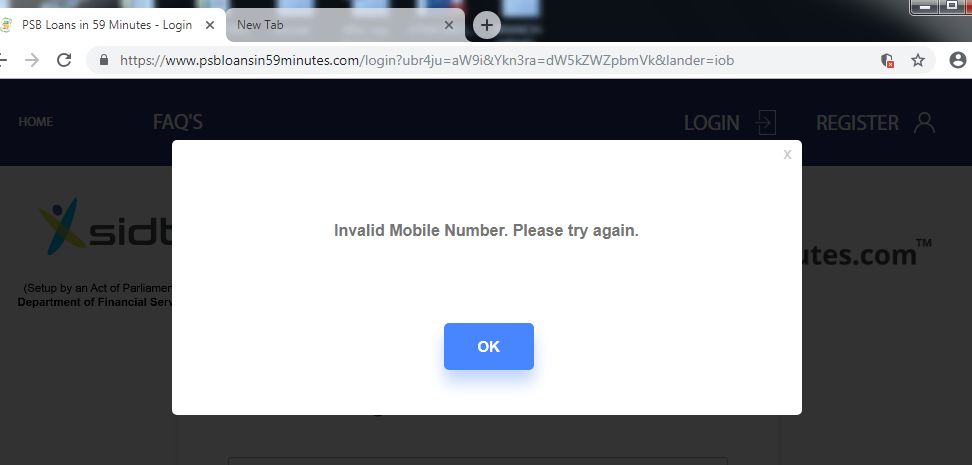 PSB Loans in 59 Minutes - Login
New Tab
https://www.psbloansin59minutes.com/login?ubr4ju=aW9i&Ykn3ra=dW5kZWZpbmVk&lander=iob
HOME
FAQ'S
LOGIN
REGISTER
x
Invalid Mobile Number. Please try again.
sidb
utes.com™
(Setup by an Act of Parliamen
Department of Financial Serv
OK